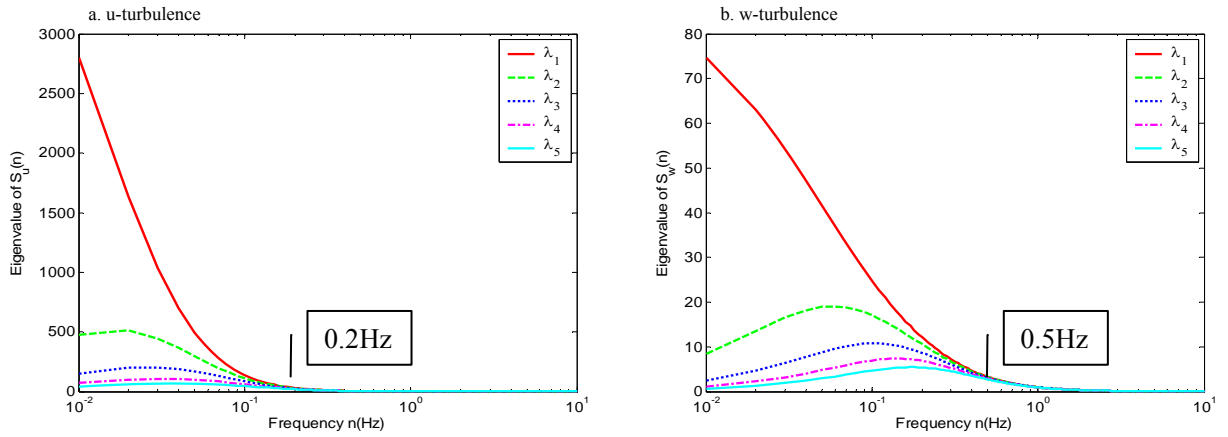 a. u-turbulence
Eigenvalue of S_u(n)
3000
2500
2000
1500
1000
500
0
λ_1
λ_2
λ_3
λ_4
λ_5
0.2Hz
10^-2
10^-1
10^0
10^1
Frequency n(Hz)
b. w-turbulence
Eigenvalue of S_w(n)
80
70
60
50
40
30
20
10
0
λ_1
λ_2
λ_3
λ_4
λ_5
0.5Hz
10^-2
10^-1
10^0
10^1
Frequency n(Hz)